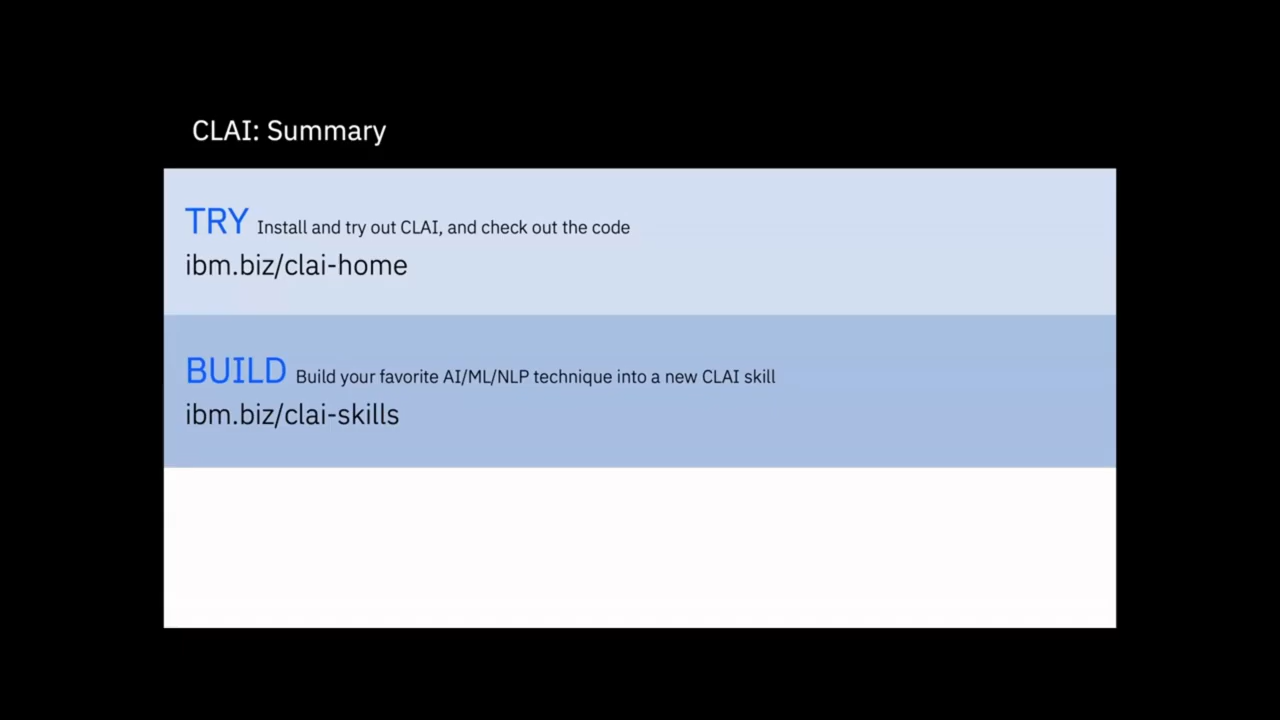 CLAI: Summary
TRY Install and try out CLAI, and check out the code
ibm.biz/clai-home
BUILD Build your favorite AI/ML/NLP technique into a new CLAI skill
ibm.biz/clai-skills